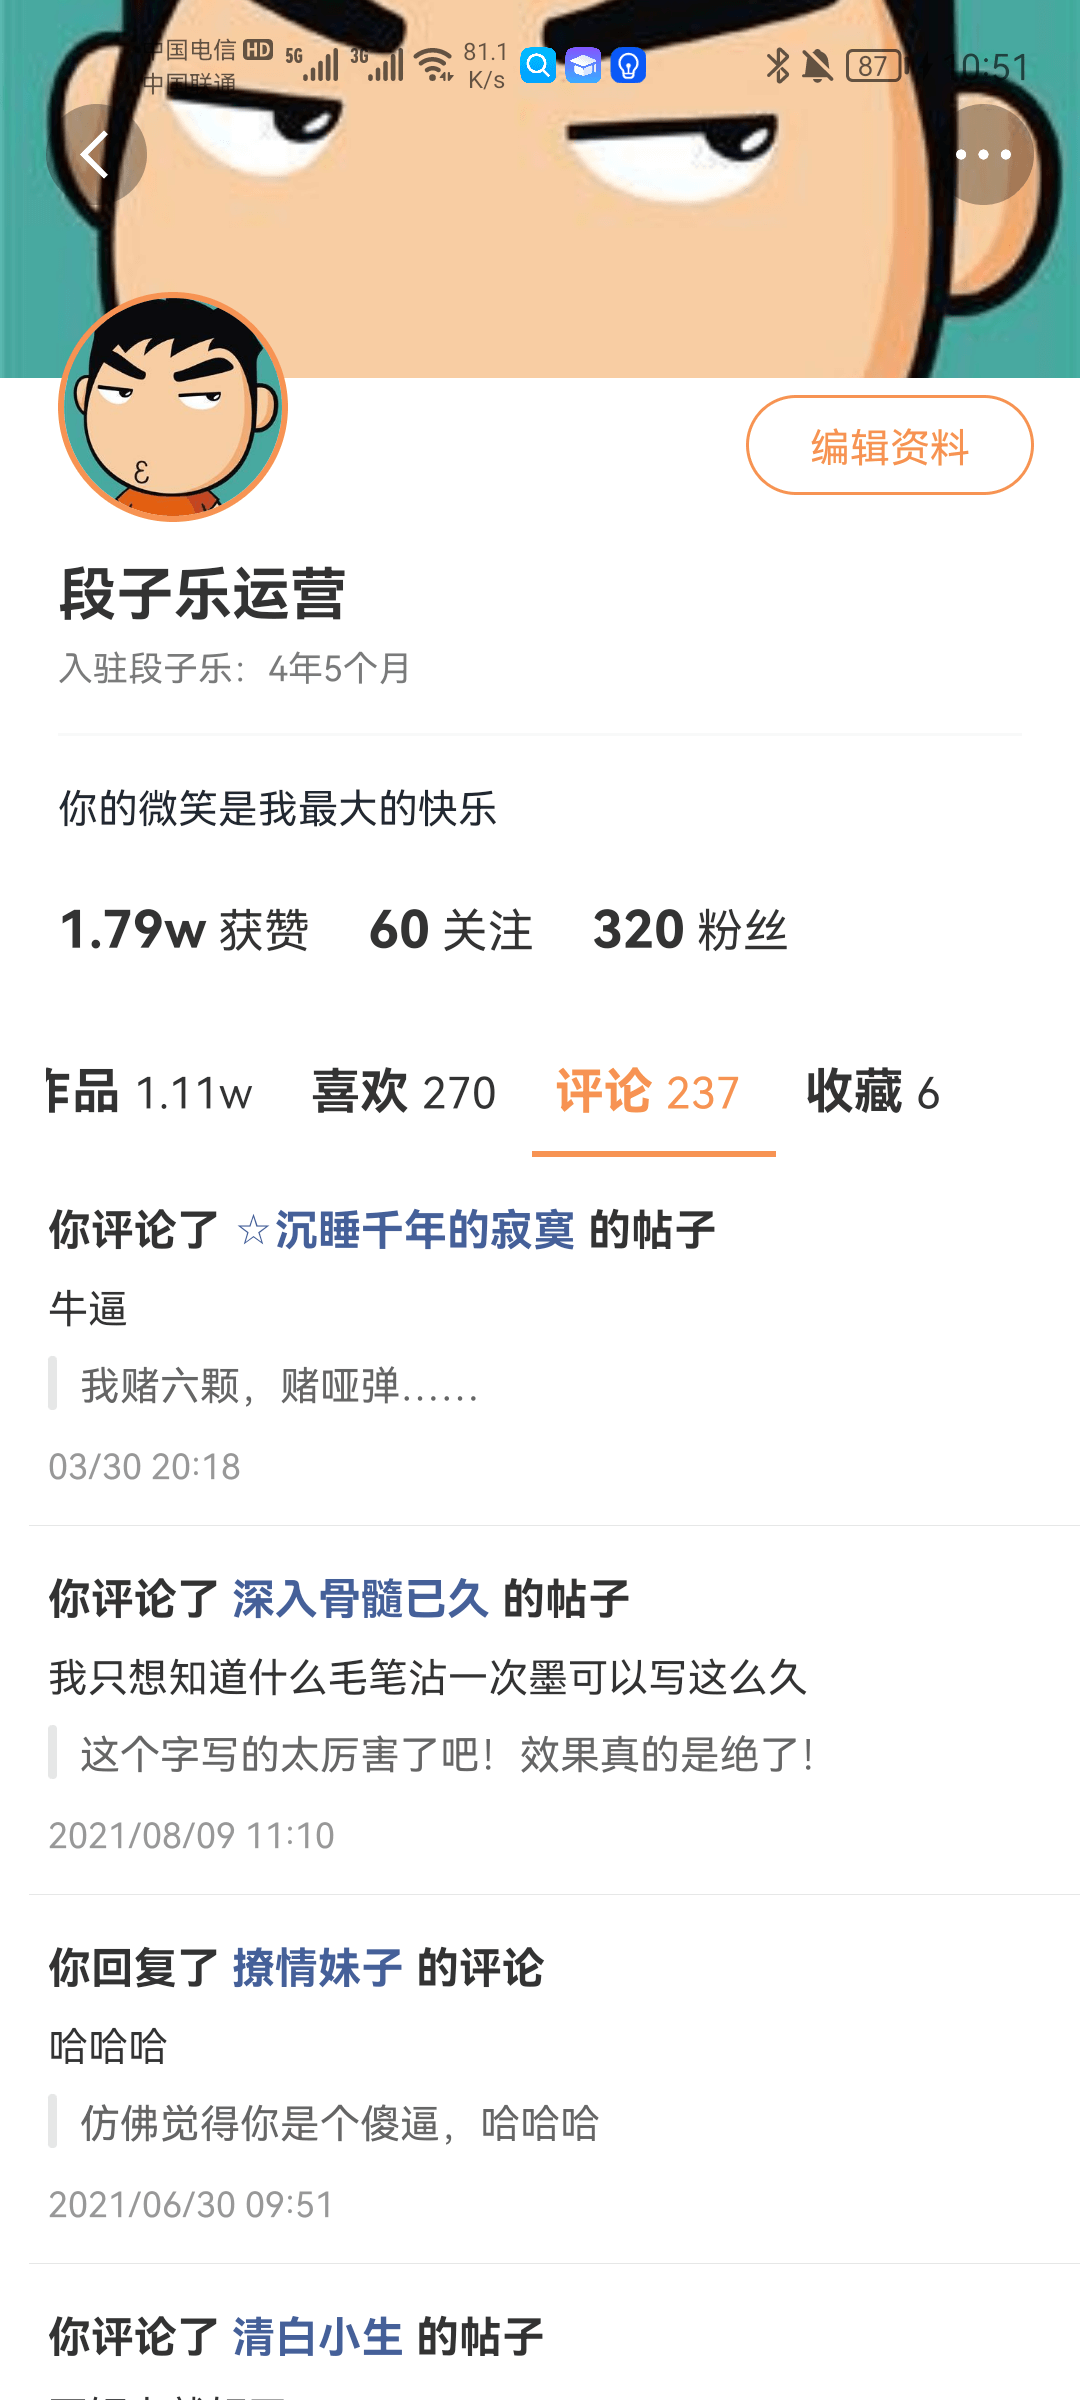 中国电信 HD 5G 3G 81.1 K/s 87 0:51
中国联通
编辑资料
段子乐运营
入驻段子乐：4年5个月
你的微笑是我最大的快乐
1.79w 获赞 60 关注 320 粉丝
作品 1.11w 喜欢 270 评论 237 收藏 6
你评论了 ☆沉睡千年的寂寞 的帖子
牛逼
我赌六颗，赌哑弹……
03/30 20:18
你评论了 深入骨髓已久 的帖子
我只想知道什么毛笔沾一次墨可以写这么久
这个字写的太厉害了吧！效果真的是绝了！
2021/08/09 11:10
你回复了 撩情妹子 的评论
哈哈哈
仿佛觉得你是个傻逼，哈哈哈
2021/06/30 09:51
你评论了 清白小生 的帖子